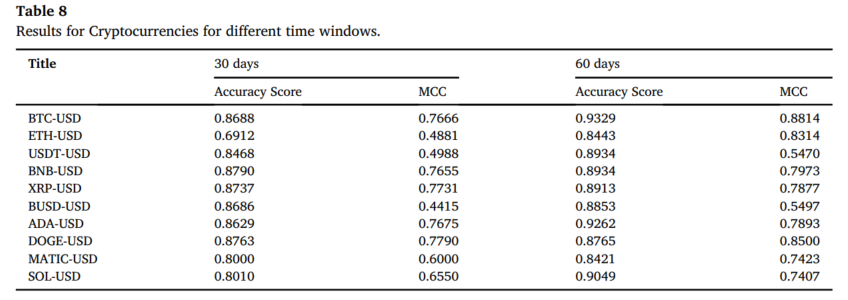 Table 8
Results for Cryptocurrencies for different time windows.
Title 30 days 60 days
Accuracy Score MCC Accuracy Score MCC
BTC-USD 0.8688 0.7666 0.9329 0.8814
ETH-USD 0.6912 0.4881 0.8443 0.8314
USDT-USD 0.8468 0.4988 0.8934 0.5470
BNB-USD 0.8790 0.7655 0.8934 0.7973
XRP-USD 0.8737 0.7731 0.8913 0.7877
BUSD-USD 0.8686 0.4415 0.8853 0.5497
ADA-USD 0.8629 0.7675 0.9262 0.7893
DOGE-USD 0.8763 0.7790 0.8765 0.8500
MATIC-USD 0.8000 0.6000 0.8421 0.7423
SOL-USD 0.8010 0.6550 0.9049 0.7407